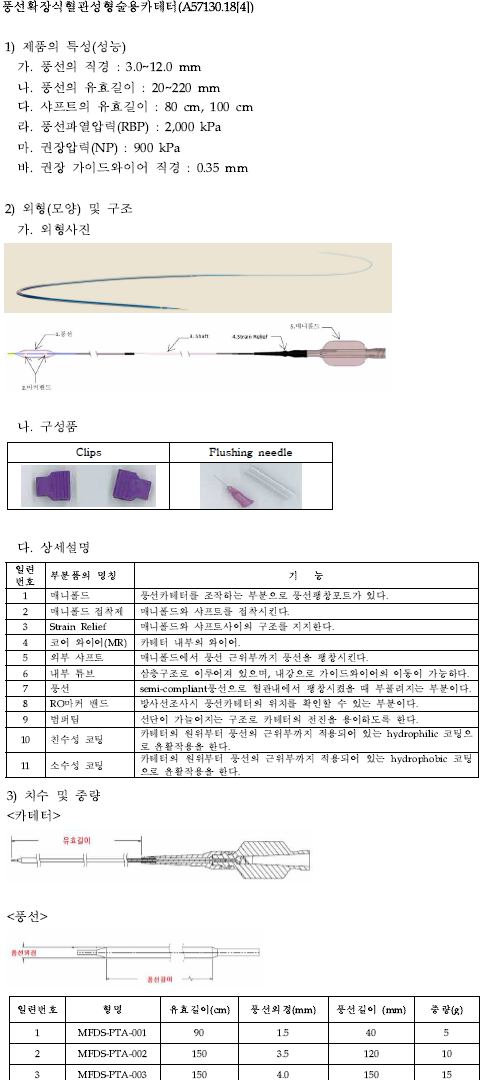 풍선확장식혈관성형술용카테터(A57130.18[4])
1) 제품의 특성(성능)
가. 풍선의 직경 : 3.0~12.0 mm
나. 풍선의 유효길이 : 20~220 mm
다. 샤프트의 유효길이 : 80 cm, 100 cm
라. 풍선파열압력(RBP) : 2,000 kPa
마. 권장압력(NP) : 900 kPa
바. 권장 가이드와이어 직경 : 0.35 mm
2) 외형(모양) 및 구조
가. 외형사진
5.매니폴드
1.풍선
3. Shaft
4.Strain Relief
2.마커밴드
나. 구성품
Clips Flushing needle
다. 상세설명
일련번호 부분품의 명칭 기 능
1 매니폴드 풍선카테터를 조작하는 부분으로 풍선팽창포트가 있다.
2 매니폴드 접착제 매니폴드와 샤프트를 접착시킨다.
3 Strain Relief 매니폴드와 샤프트사이의 구조를 지지한다.
4 코어 와이어(MR) 카테터 내부의 와이어.
5 외부 샤프트 매니폴드에서 풍선 근위부까지 풍선을 팽창시킨다.
6 내부 튜브 삼층구조로 이루어져 있으며, 내강으로 가이드와이어의 이동이 가능하다.
7 풍선 semi-compliant풍선으로 혈관내에서 팽창시켰을 때 부풀려지는 부분이다.
8 RO마커 밴드 방사선조사시 풍선카테터의 위치를 확인할 수 있는 부분이다.
9 범퍼팁 선단이 가늘어지는 구조로 카테터의 전진을 용이하도록 한다.
10 친수성 코팅 카테터의 원위부터 풍선의 근위부까지 적용되어 있는 hydrophilic 코팅으
로 윤활작용을 한다.
11 소수성 코팅 카테터의 원위부터 풍선의 근위부까지 적용되어 있는 hydrophobic 코팅
으로 윤활작용을 한다.
3) 치수 및 중량
<카테터>
유효길이
<풍선>
풍선외경
풍선길이
일련번호 형명 유효길이(cm) 풍선외경(mm) 풍선길이 (mm) 중량(g)
1 MFDS-PTA-001 90 1.5 40 5
2 MFDS-PTA-002 150 3.5 120 10
3 MFDS-PTA-003 150 4.0 150 15